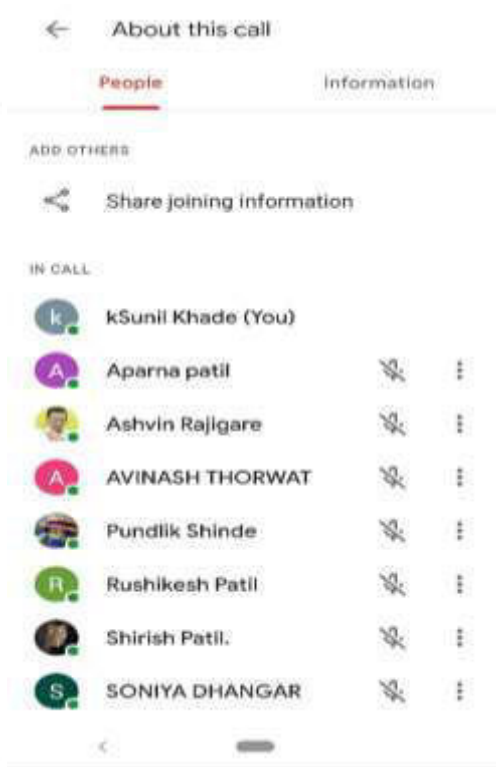 About this call
People Information
ADD OTHERS
Share joining information
IN CALL
k kSunil Khade (You)
A Aparna patil
Ashvin Rajigare
A AVINASH THORWAT
Pundlik Shinde
R Rushikesh Patil
Shirish Patil.
S SONIYA DHANGAR